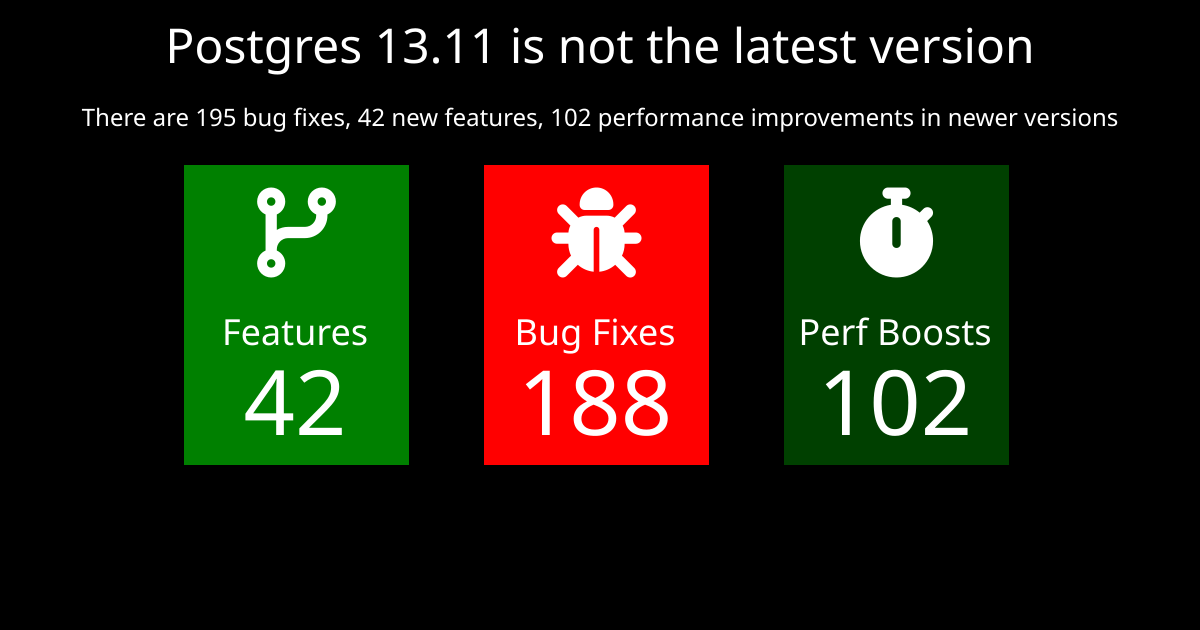 Postgres 13.11 is not the latest version
There are 195 bug fixes, 42 new features, 102 performance improvements in newer versions
Features
42
Bug Fixes
188
Perf Boosts
102